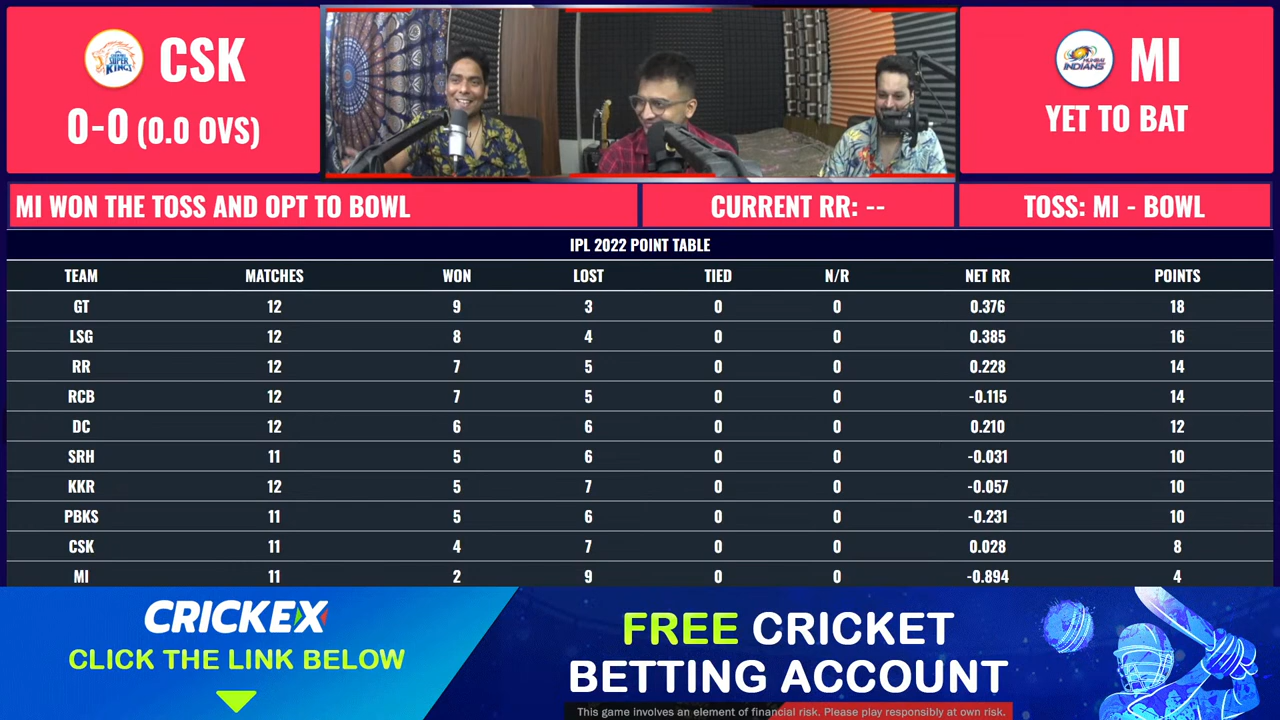 CSK
0-0 (0.0 OVS)
MUMBAI
INDIANS
MI
YET TO BAT
MI WON THE TOSS AND OPT TO BOWL
CURRENT RR: --
TOSS: MI - BOWL
IPL 2022 POINT TABLE
TEAM MATCHES WON LOST TIED N/R NET RR POINTS
GT 12 9 3 0 0 0.376 18
LSG 12 8 4 0 0 0.385 16
RR 12 7 5 0 0 0.228 14
RCB 12 7 5 0 0 -0.115 14
DC 12 6 6 0 0 0.210 12
SRH 11 5 6 0 0 -0.031 10
KKR 12 5 7 0 0 -0.057 10
PBKS 11 5 6 0 0 -0.231 10
CSK 11 4 7 0 0 0.028 8
MI 11 2 9 0 0 -0.894 4
CRICKEX
CLICK THE LINK BELOW
FREE CRICKET
BETTING ACCOUNT
This game involves an element of financial risk. Please play responsibly at own risk.